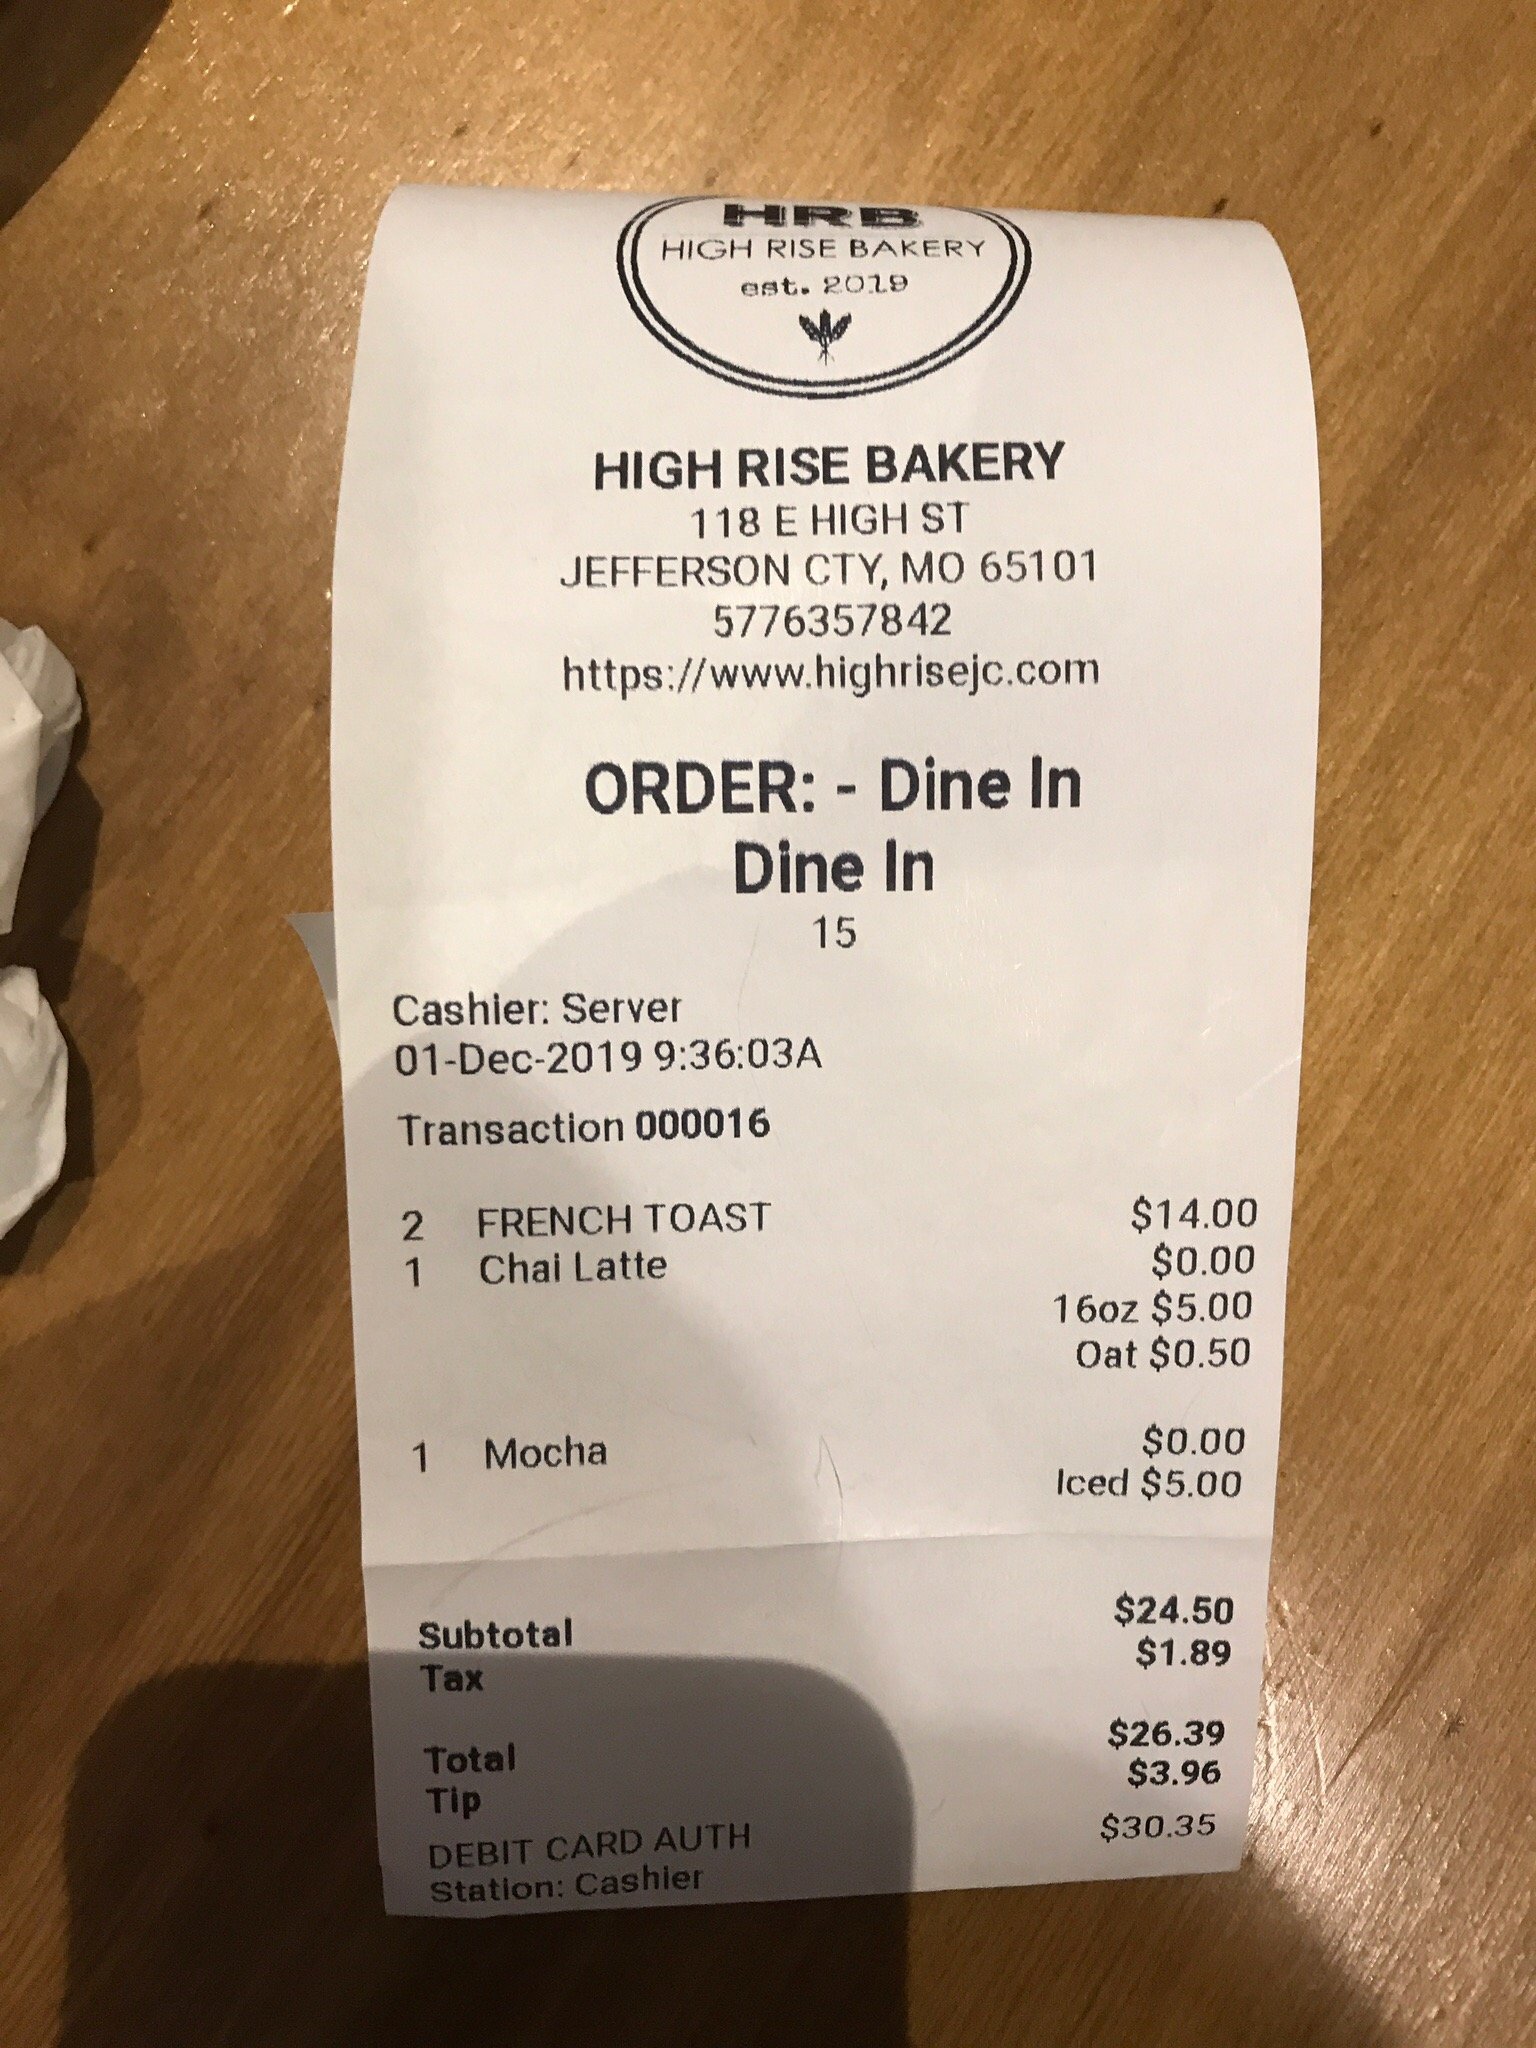 HRB
HIGH RISE BAKERY
est. 2019
HIGH RISE BAKERY
118 E HIGH ST
JEFFERSON CTY, MO 65101
5776357842
https://www.highrisejc.com
ORDER: - Dine In
Dine In
15
Cashier: Server
01-Dec-2019 9:36:03A
Transaction 000016
2 FRENCH TOAST $14.00
1 Chai Latte $0.00
16oz $5.00
Oat $0.50
1 Mocha $0.00
Iced $5.00
Subtotal $24.50
Tax $1.89
Total $26.39
Tip $3.96
DEBIT CARD AUTH $30.35
Station: Cashier